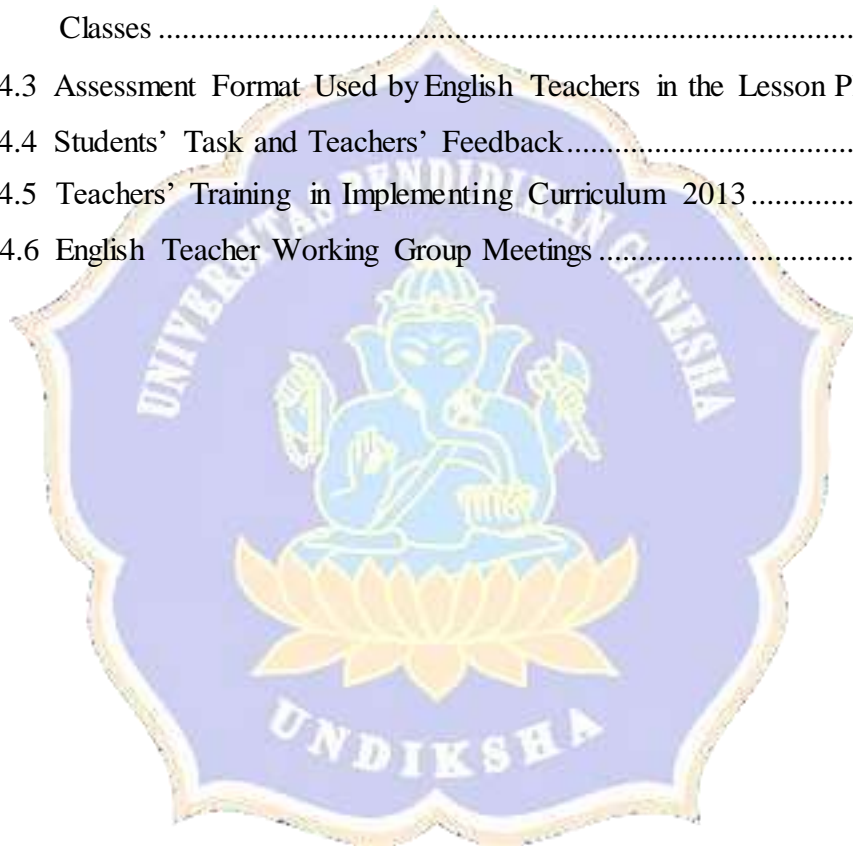 Classes ....................................................................................
4.3 Assessment Format Used by English Teachers in the Lesson P
4.4 Students’ Task and Teachers’ Feedback....................................
4.5 Teachers’ Training in Implementing Curriculum 2013.............
4.6 English Teacher Working Group Meetings................................
UNIVERSITAS PENDIDIKAN GANESHA
UNDIKSHA